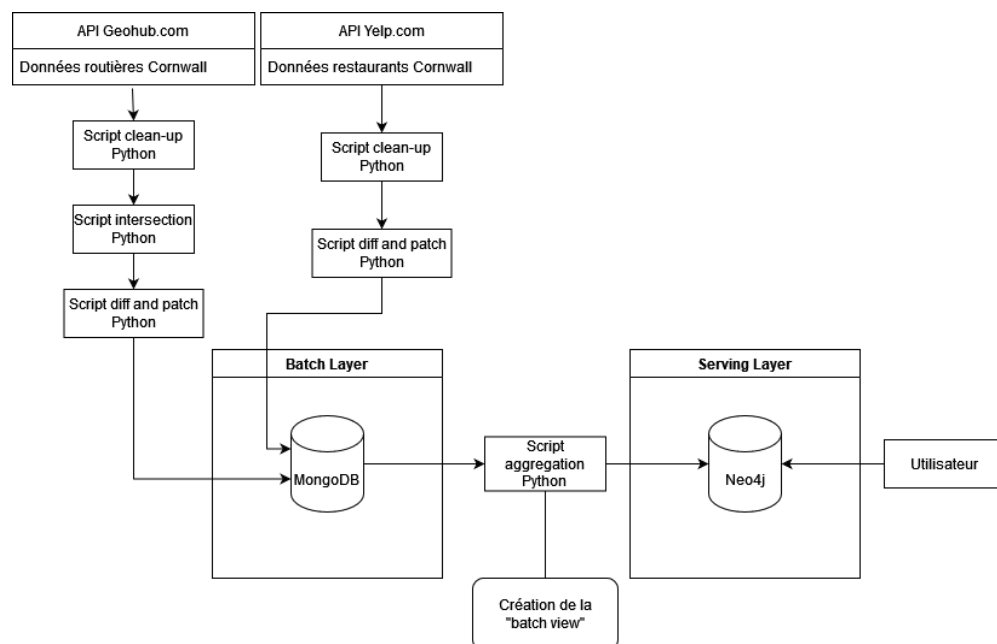 API Geohub.com
Données routières Cornwall
API Yelp.com
Données restaurants Cornwall
Script clean-up
Python
Script intersection
Python
Script diff and patch
Python
Script clean-up
Python
Script diff and patch
Python
Batch Layer
MongoDB
Script
aggregation
Python
Création de la
"batch view"
Serving Layer
Neo4j
Utilisateur